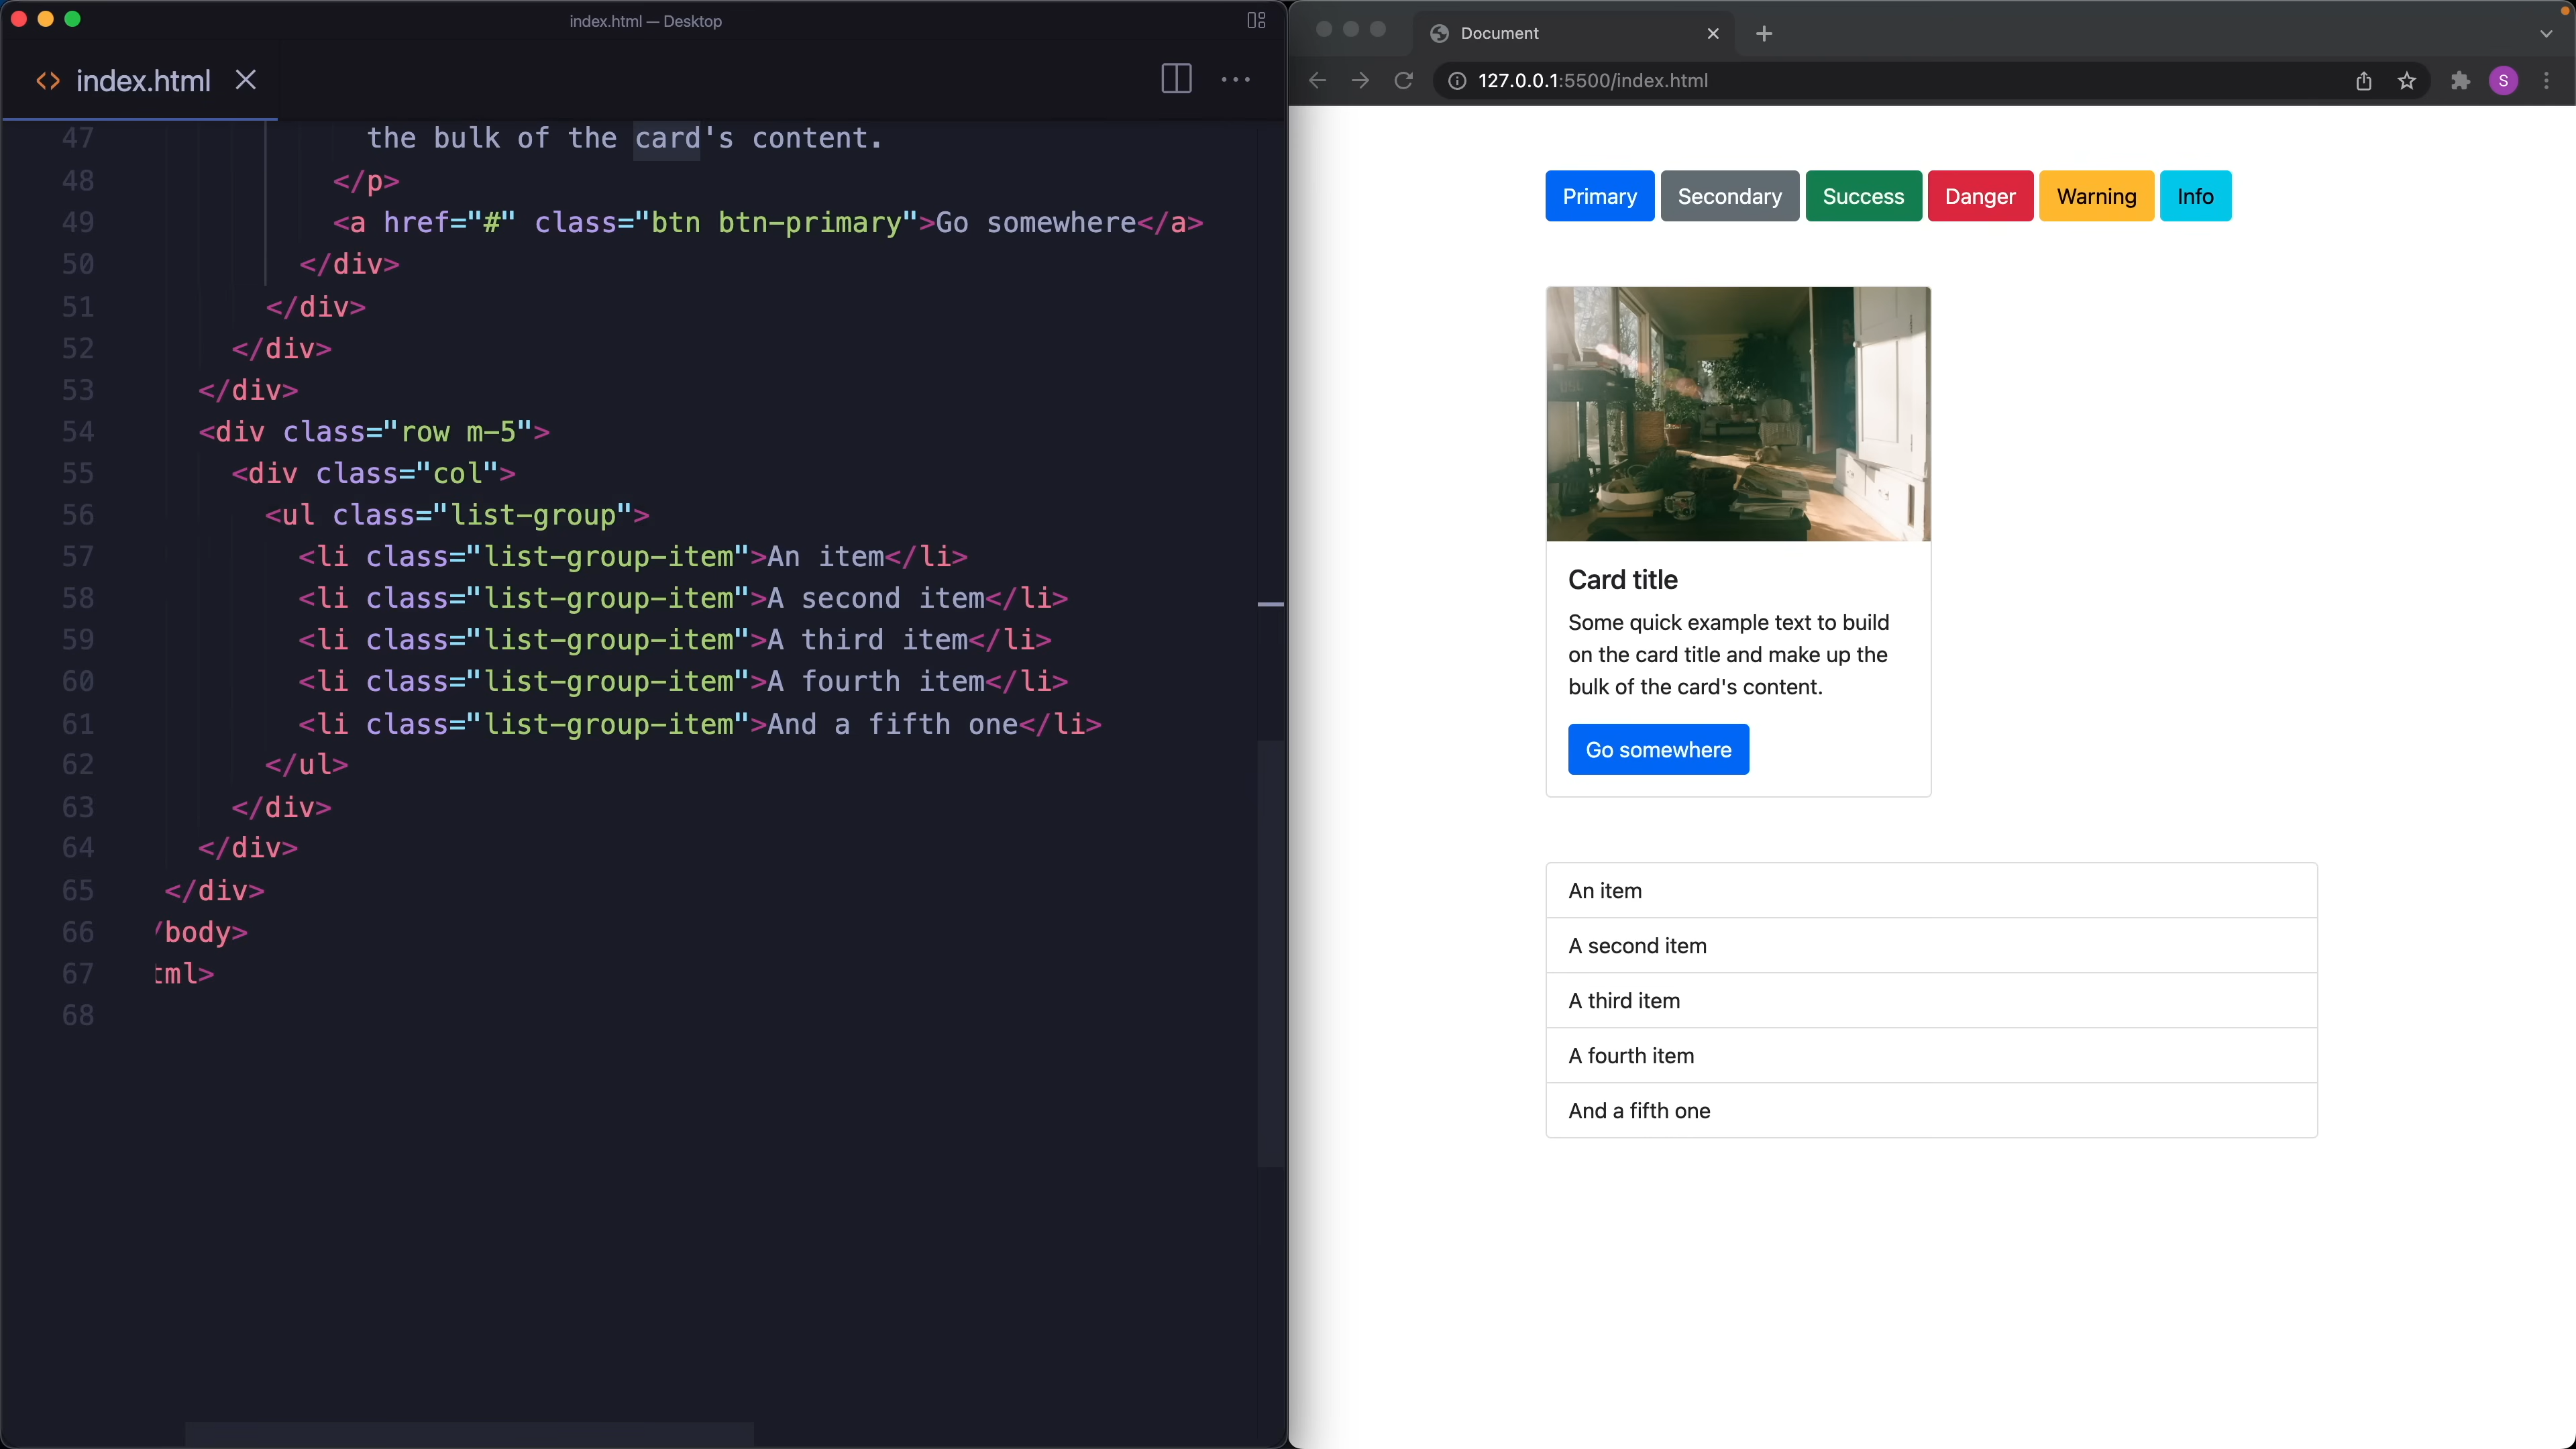 index.html — Desktop
index.html
47 the bulk of the card's content.
48 </p>
49 <a href="#" class="btn btn-primary">Go somewhere</a>
50 </div>
51 </div>
52 </div>
53 </div>
54 <div class="row m-5">
55 <div class="col">
56 <ul class="list-group">
57 <li class="list-group-item">An item</li>
58 <li class="list-group-item">A second item</li>
59 <li class="list-group-item">A third item</li>
60 <li class="list-group-item">A fourth item</li>
61 <li class="list-group-item">And a fifth one</li>
62 </ul>
63 </div>
64 </div>
65 </div>
66 /body>
67 tml>
68
Document
127.0.0.1:5500/index.html
S
Primary Secondary Success Danger Warning Info
Card title
Some quick example text to build
on the card title and make up the
bulk of the card's content.
Go somewhere
An item
A second item
A third item
A fourth item
And a fifth one